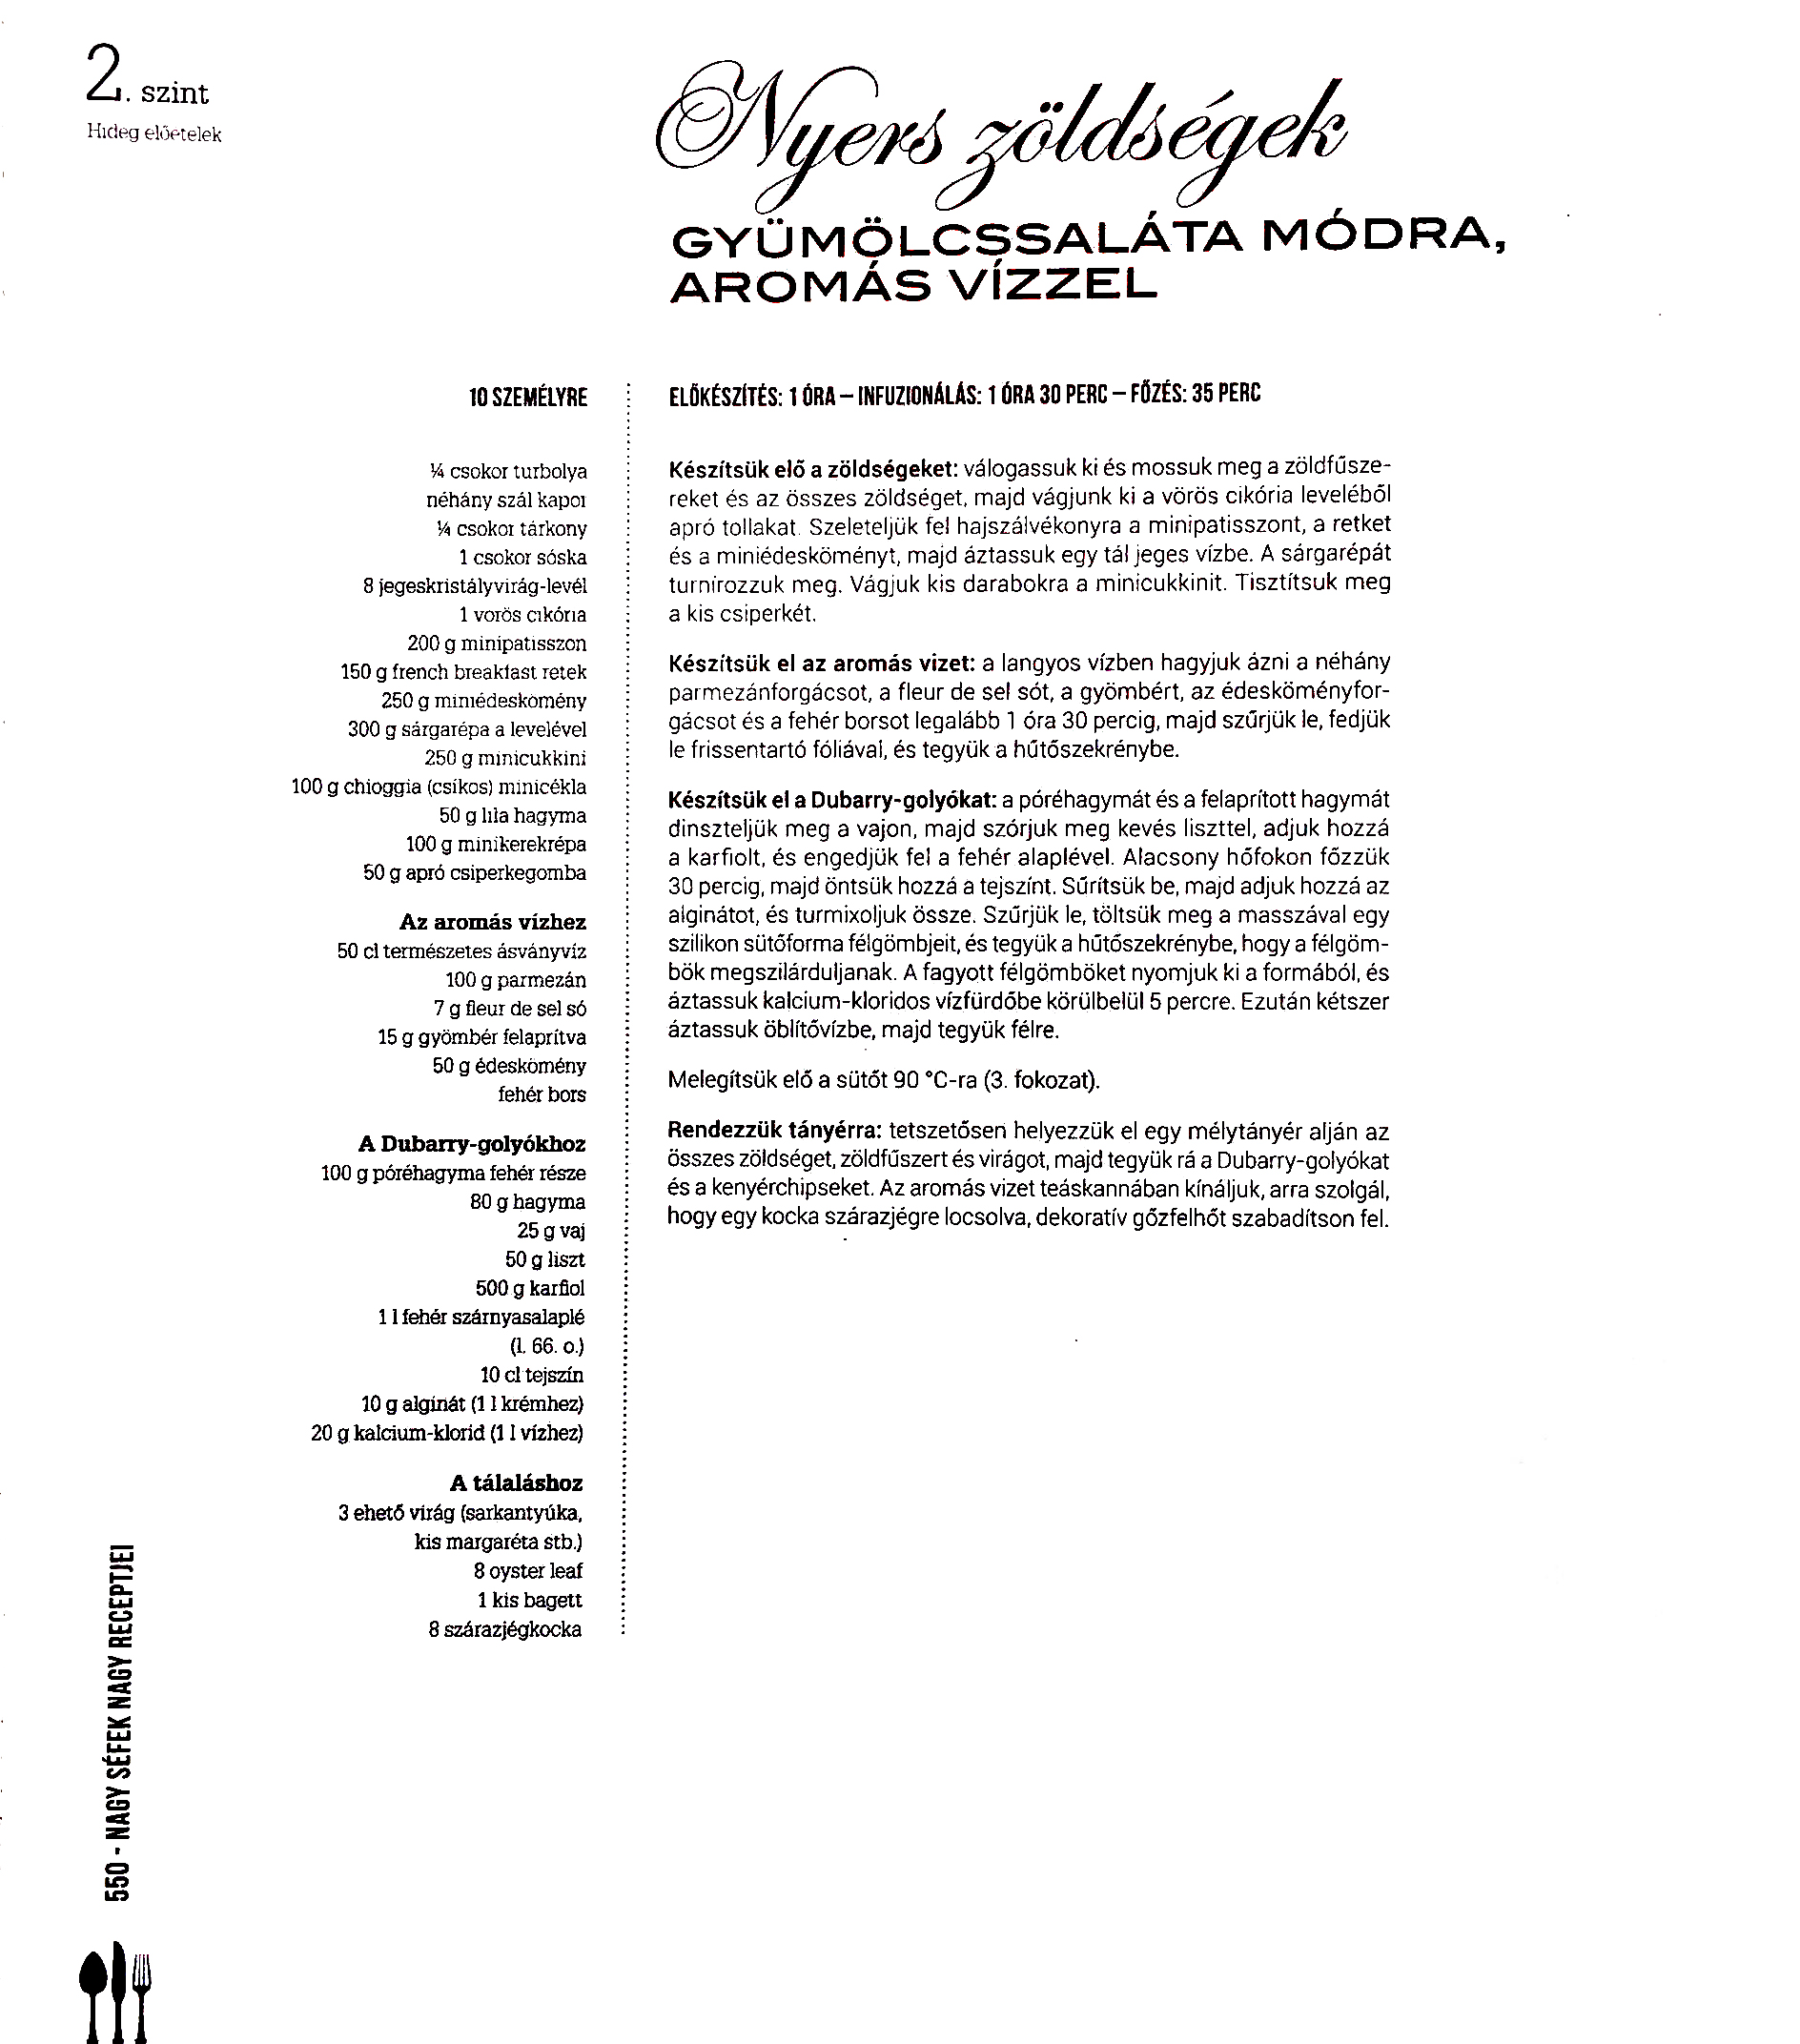 2. szint
Hideg előételek
Nyers zöldségek
GYÜMÖLCSSALÁTA MÓDRA,
AROMÁS VÍZZEL
10 SZEMÉLYRE
¼ csokor turbolya
néhány szál kapor
¼ csokor tárkony
1 csokor sóska
8 jegeskristályvirág-levél
1 vörös cikória
200 g minipatisszon
150 g french breakfast retek
250 g miniédeskömény
300 g sárgarépa a levelével
250 g minicukkini
100 g chioggia (csíkos) minicékla
50 g lila hagyma
100 g minikerekrépa
50 g apró csiperkegomba
Az aromás vízhez
50 cl természetes ásványvíz
100 g parmezán
7 g fleur de sel só
15 g gyömbér felaprítva
50 g édeskömény
fehér bors
A Dubarry-golyókhoz
100 g póréhagyma fehér része
80 g hagyma
25 g vaj
50 g liszt
500 g karfiol
1 l fehér szárnyasalaplé
(l. 66. o.)
10 cl tejszín
10 g alginát (1 l krémhez)
20 g kalcium-klorid (1 l vízhez)
A tálaláshoz
3 ehető virág (sarkantyúka,
kis margaréta stb.)
8 oyster leaf
1 kis bagett
8 szárazjégkocka
ELŐKÉSZÍTÉS: 1 ÓRA – INFUZIONÁLÁS: 1 ÓRA 30 PERC – FŐZÉS: 35 PERC
Készítsük elő a zöldségeket: válogassuk ki és mossuk meg a zöldfűsze-
reket és az összes zöldséget, majd vágjunk ki a vörös cikória leveléből
apró tollakat. Szeleteljük fel hajszálvékonyra a minipatisszont, a retket
és a miniédesköményt, majd áztassuk egy tál jeges vízbe. A sárgarépát
turnírozzuk meg. Vágjuk kis darabokra a minicukkinit. Tisztítsuk meg
a kis csiperkét.
Készítsük el az aromás vizet: a langyos vízben hagyjuk ázni a néhány
parmezánforgácsot, a fleur de sel sót, a gyömbért, az édesköményfor-
gácsot és a fehér borsot legalább 1 óra 30 percig, majd szűrjük le, fedjük
le frissentartó fóliával, és tegyük a hűtőszekrénybe.
Készítsük el a Dubarry-golyókat: a póréhagymát és a felaprított hagymát
dinszteljük meg a vajon, majd szórjuk meg kevés liszttel, adjuk hozzá
a karfiolt, és engedjük fel a fehér alaplével. Alacsony hőfokon főzzük
30 percig, majd öntsük hozzá a tejszínt. Sűrítsük be, majd adjuk hozzá az
alginátot, és turmixoljuk össze. Szűrjük le, töltsük meg a masszával egy
szilikon sütőforma félgömbjeit, és tegyük a hűtőszekrénybe, hogy a félgöm-
bök megszilárduljanak. A fagyott félgömböket nyomjuk ki a formából, és
áztassuk kalcium-kloridos vízfürdőbe körülbelül 5 percre. Ezután kétszer
áztassuk öblítővízbe, majd tegyük félre.
Melegítsük elő a sütőt 90 °C-ra (3. fokozat).
Rendezzük tányérra: tetszetősen helyezzük el egy mélytányér alján az
összes zöldséget, zöldfűszert és virágot, majd tegyük rá a Dubarry-golyókat
és a kenyérchipseket. Az aromás vizet teáskannában kínáljuk, arra szolgál,
hogy egy kocka szárazjégre locsolva, dekoratív gőzfelhőt szabadítson fel.
550 - NAGY SÉFEK NAGY RECEPTJEI